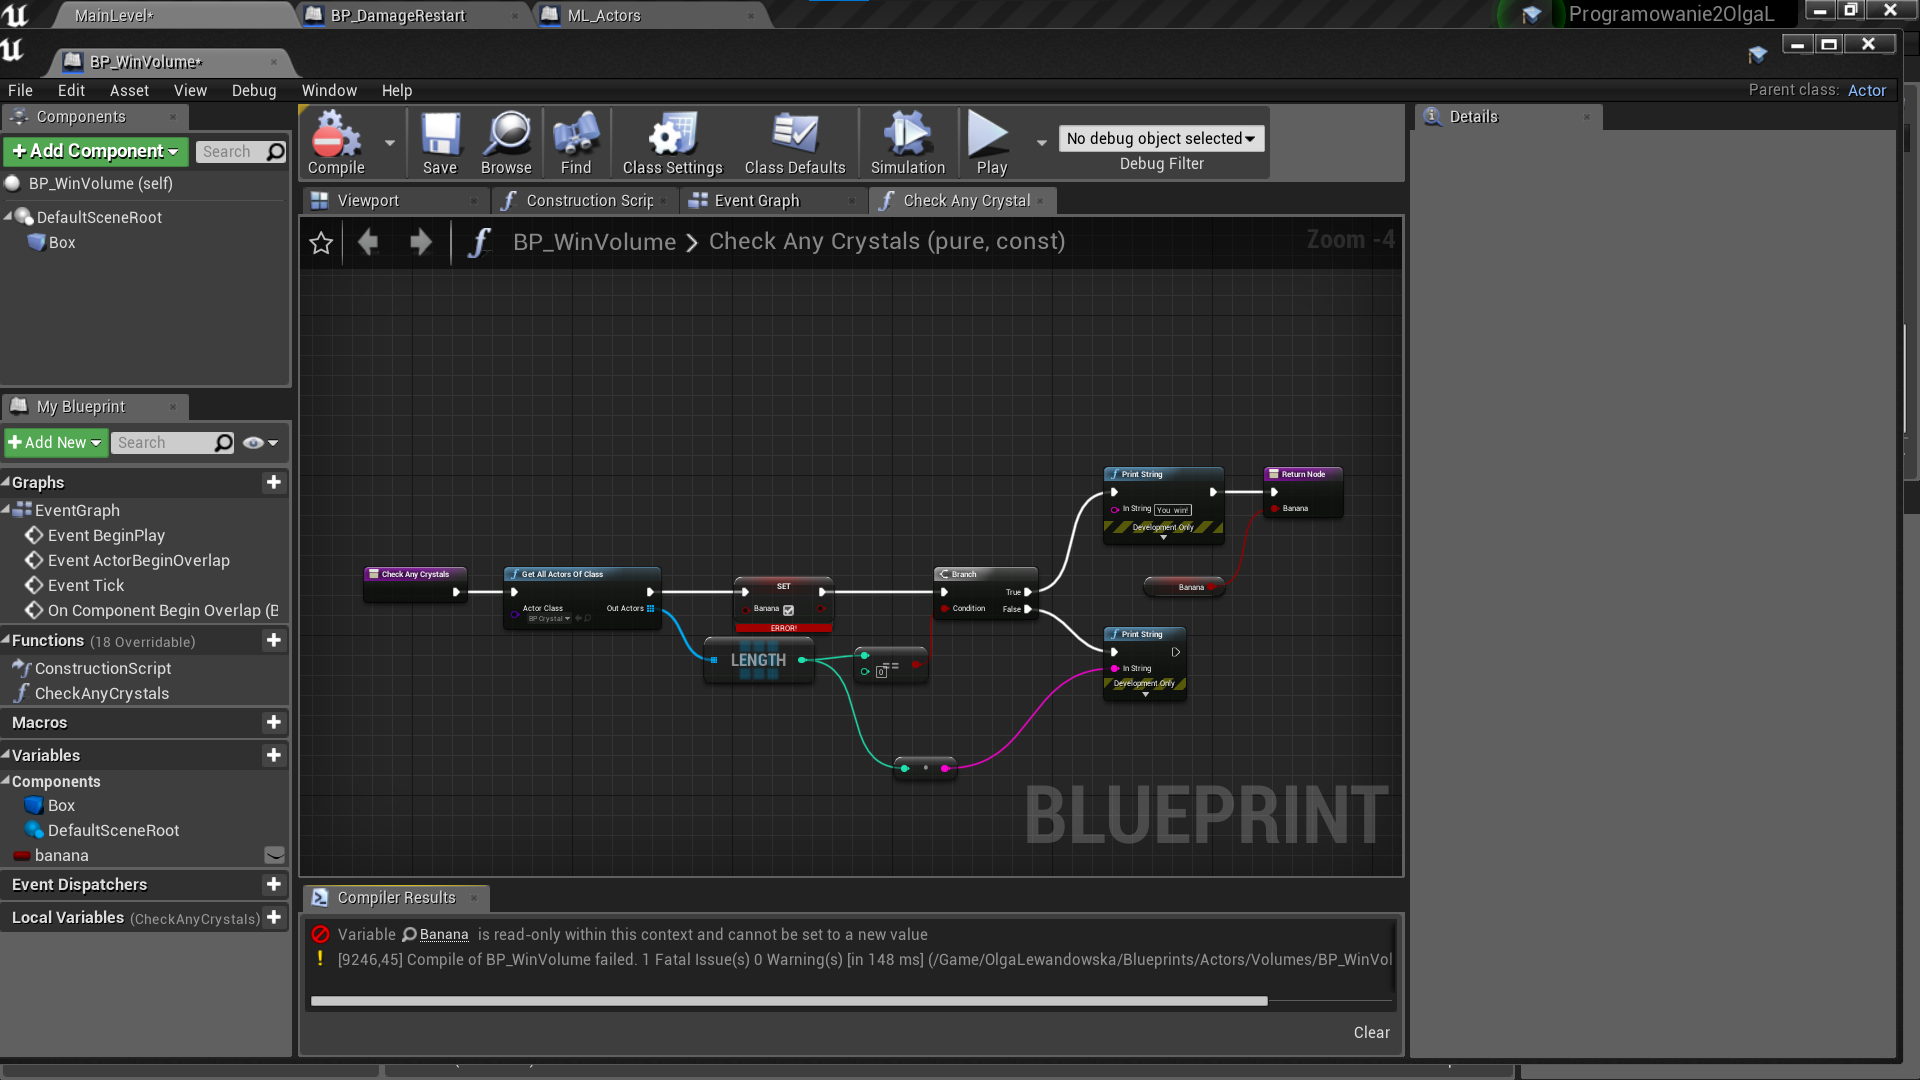 MainLevel*
BP_DamageRestart
ML_Actors
Programowanie2OlgaL
BP_WinVolume*
File Edit Asset View Debug Window Help
Parent class: Actor
Components
+ Add Component
Search
BP_WinVolume (self)
DefaultSceneRoot
Box
Compile
Save
Browse
Find
Class Settings
Class Defaults
Simulation
Play
No debug object selected
Debug Filter
Details
Viewport
Construction Scrip
Event Graph
Check Any Crystal
BP_WinVolume > Check Any Crystals (pure, const)
Zoom -4
My Blueprint
+ Add New
Search
Graphs
EventGraph
Event BeginPlay
Event ActorBeginOverlap
Event Tick
On Component Begin Overlap (B
Functions (18 Overridable)
ConstructionScript
CheckAnyCrystals
Macros
Variables
Components
Box
DefaultSceneRoot
banana
Event Dispatchers
Local Variables (CheckAnyCrystals)
Check Any Crystals
Get All Actors Of Class
Actor Class
BP Crystal
Out Actors
SET
Banana
ERROR!
LENGTH
0
==
Branch
Condition
True
False
Print String
In String You win!
Development Only
Return Node
Banana
Banana
Print String
In String
Development Only
BLUEPRINT
Compiler Results
Variable Banana is read-only within this context and cannot be set to a new value
[9246,45] Compile of BP_WinVolume failed. 1 Fatal Issue(s) 0 Warning(s) [in 148 ms] (/Game/OlgaLewandowska/Blueprints/Actors/Volumes/BP_WinVol
Clear